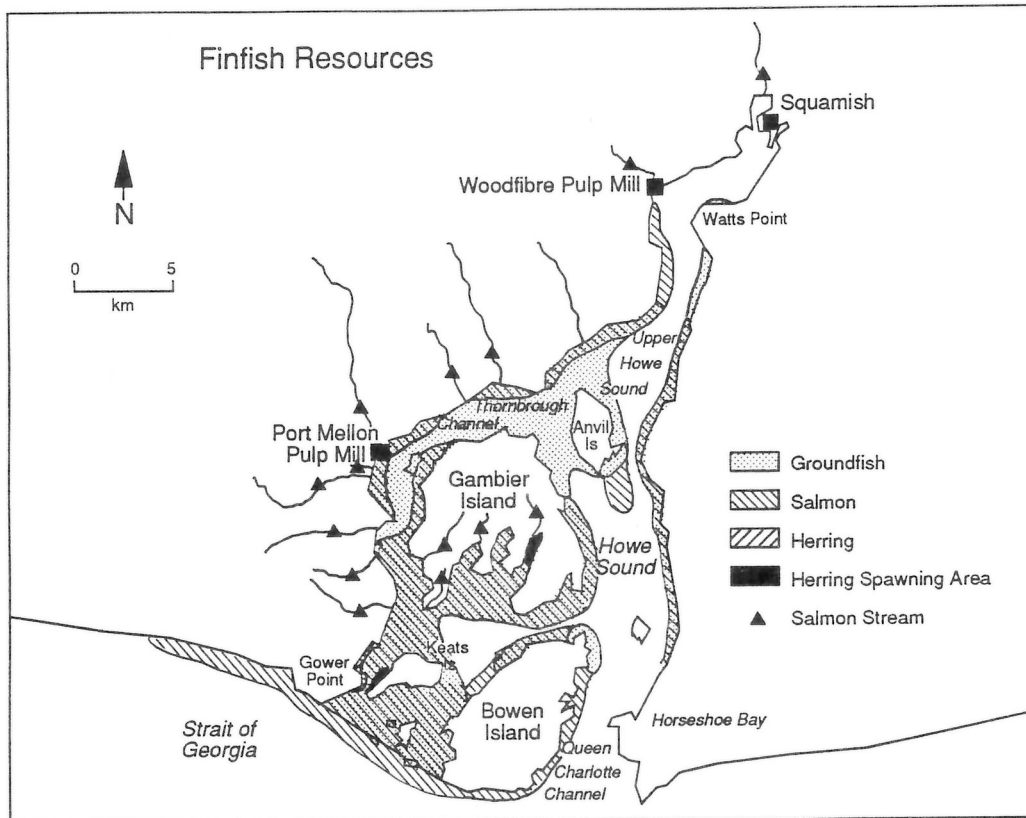 Finfish Resources
Squamish
Woodfibre Pulp Mill
N
Watts Point
0 5
km
Upper
Howe
Sound
Thornbrough
Channel
Anvil
Is
Port Mellon
Pulp Mill
Gambier
Island
Howe
Sound
Groundfish
Salmon
Herring
Herring Spawning Area
Salmon Stream
Keats
Is
Gower
Point
Bowen
Island
Horseshoe Bay
Strait of
Georgia
Queen
Charlotte
Channel